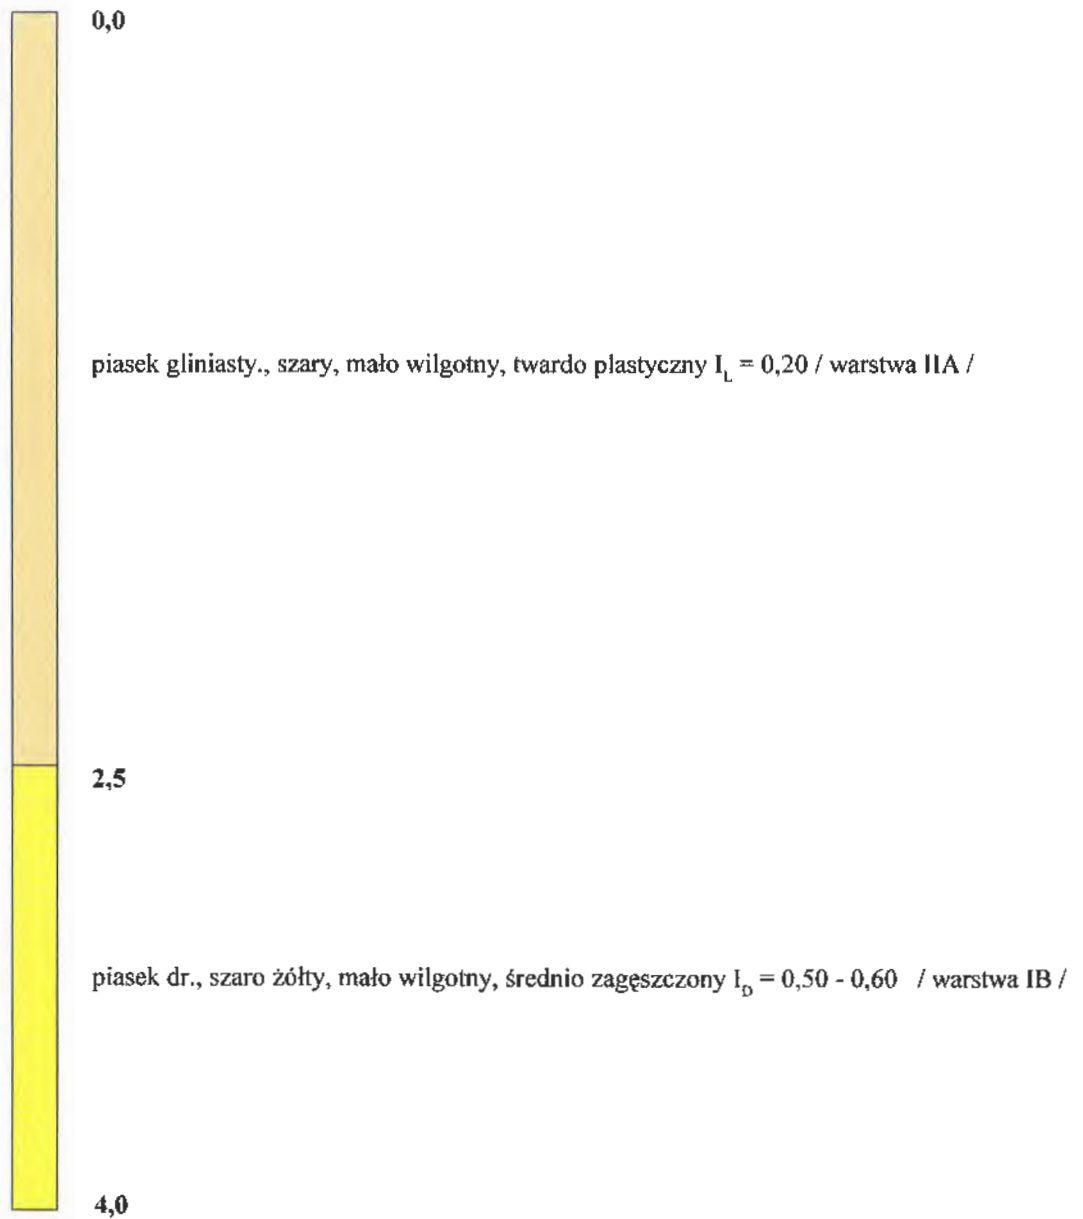 0,0
piasek gliniasty., szary, mało wilgotny, twardo plastyczny I_L = 0,20 / warstwa IIA /
2,5
piasek dr., szaro żółty, mało wilgotny, średnio zagęszczony I_D = 0,50 - 0,60 / warstwa IB /
4,0